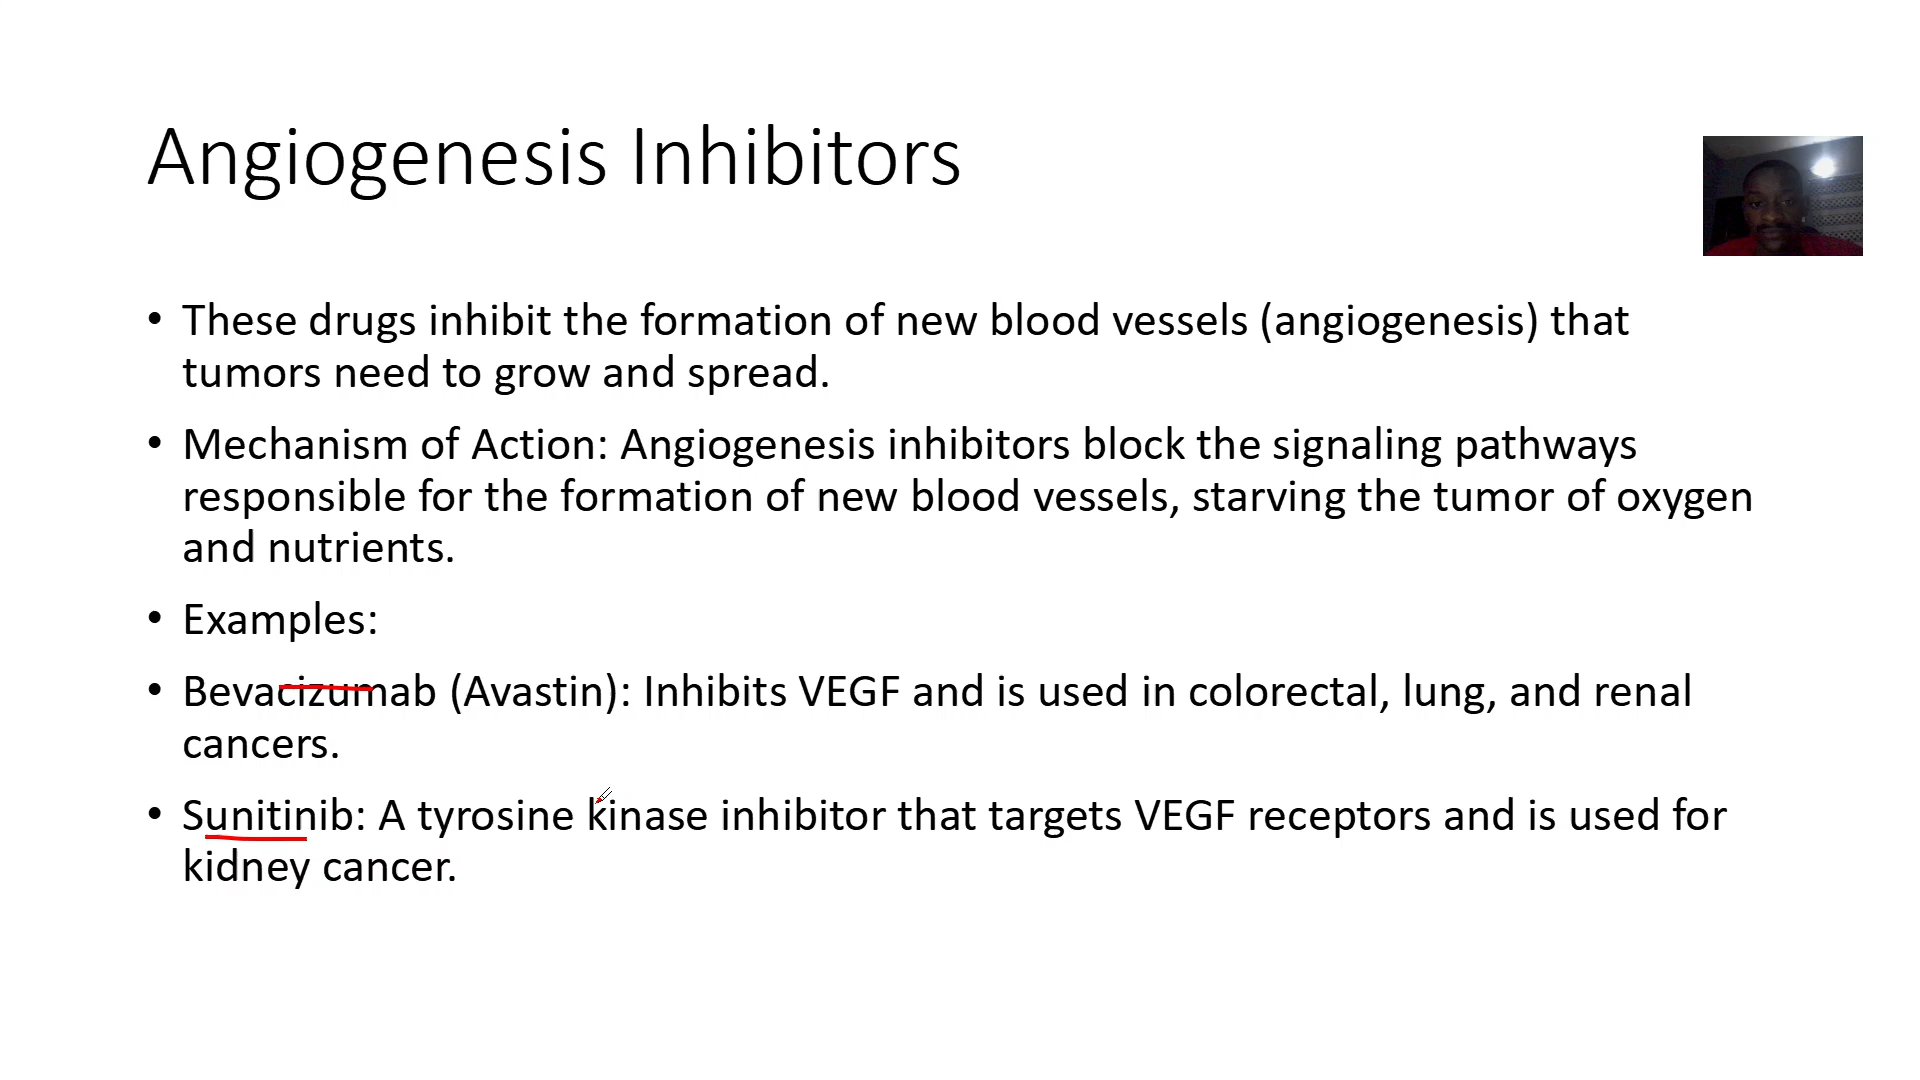 Angiogenesis Inhibitors
• These drugs inhibit the formation of new blood vessels (angiogenesis) that
tumors need to grow and spread.
• Mechanism of Action: Angiogenesis inhibitors block the signaling pathways
responsible for the formation of new blood vessels, starving the tumor of oxygen
and nutrients.
• Examples:
• Bevacizumab (Avastin): Inhibits VEGF and is used in colorectal, lung, and renal
cancers.
• Sunitinib: A tyrosine kinase inhibitor that targets VEGF receptors and is used for
kidney cancer.